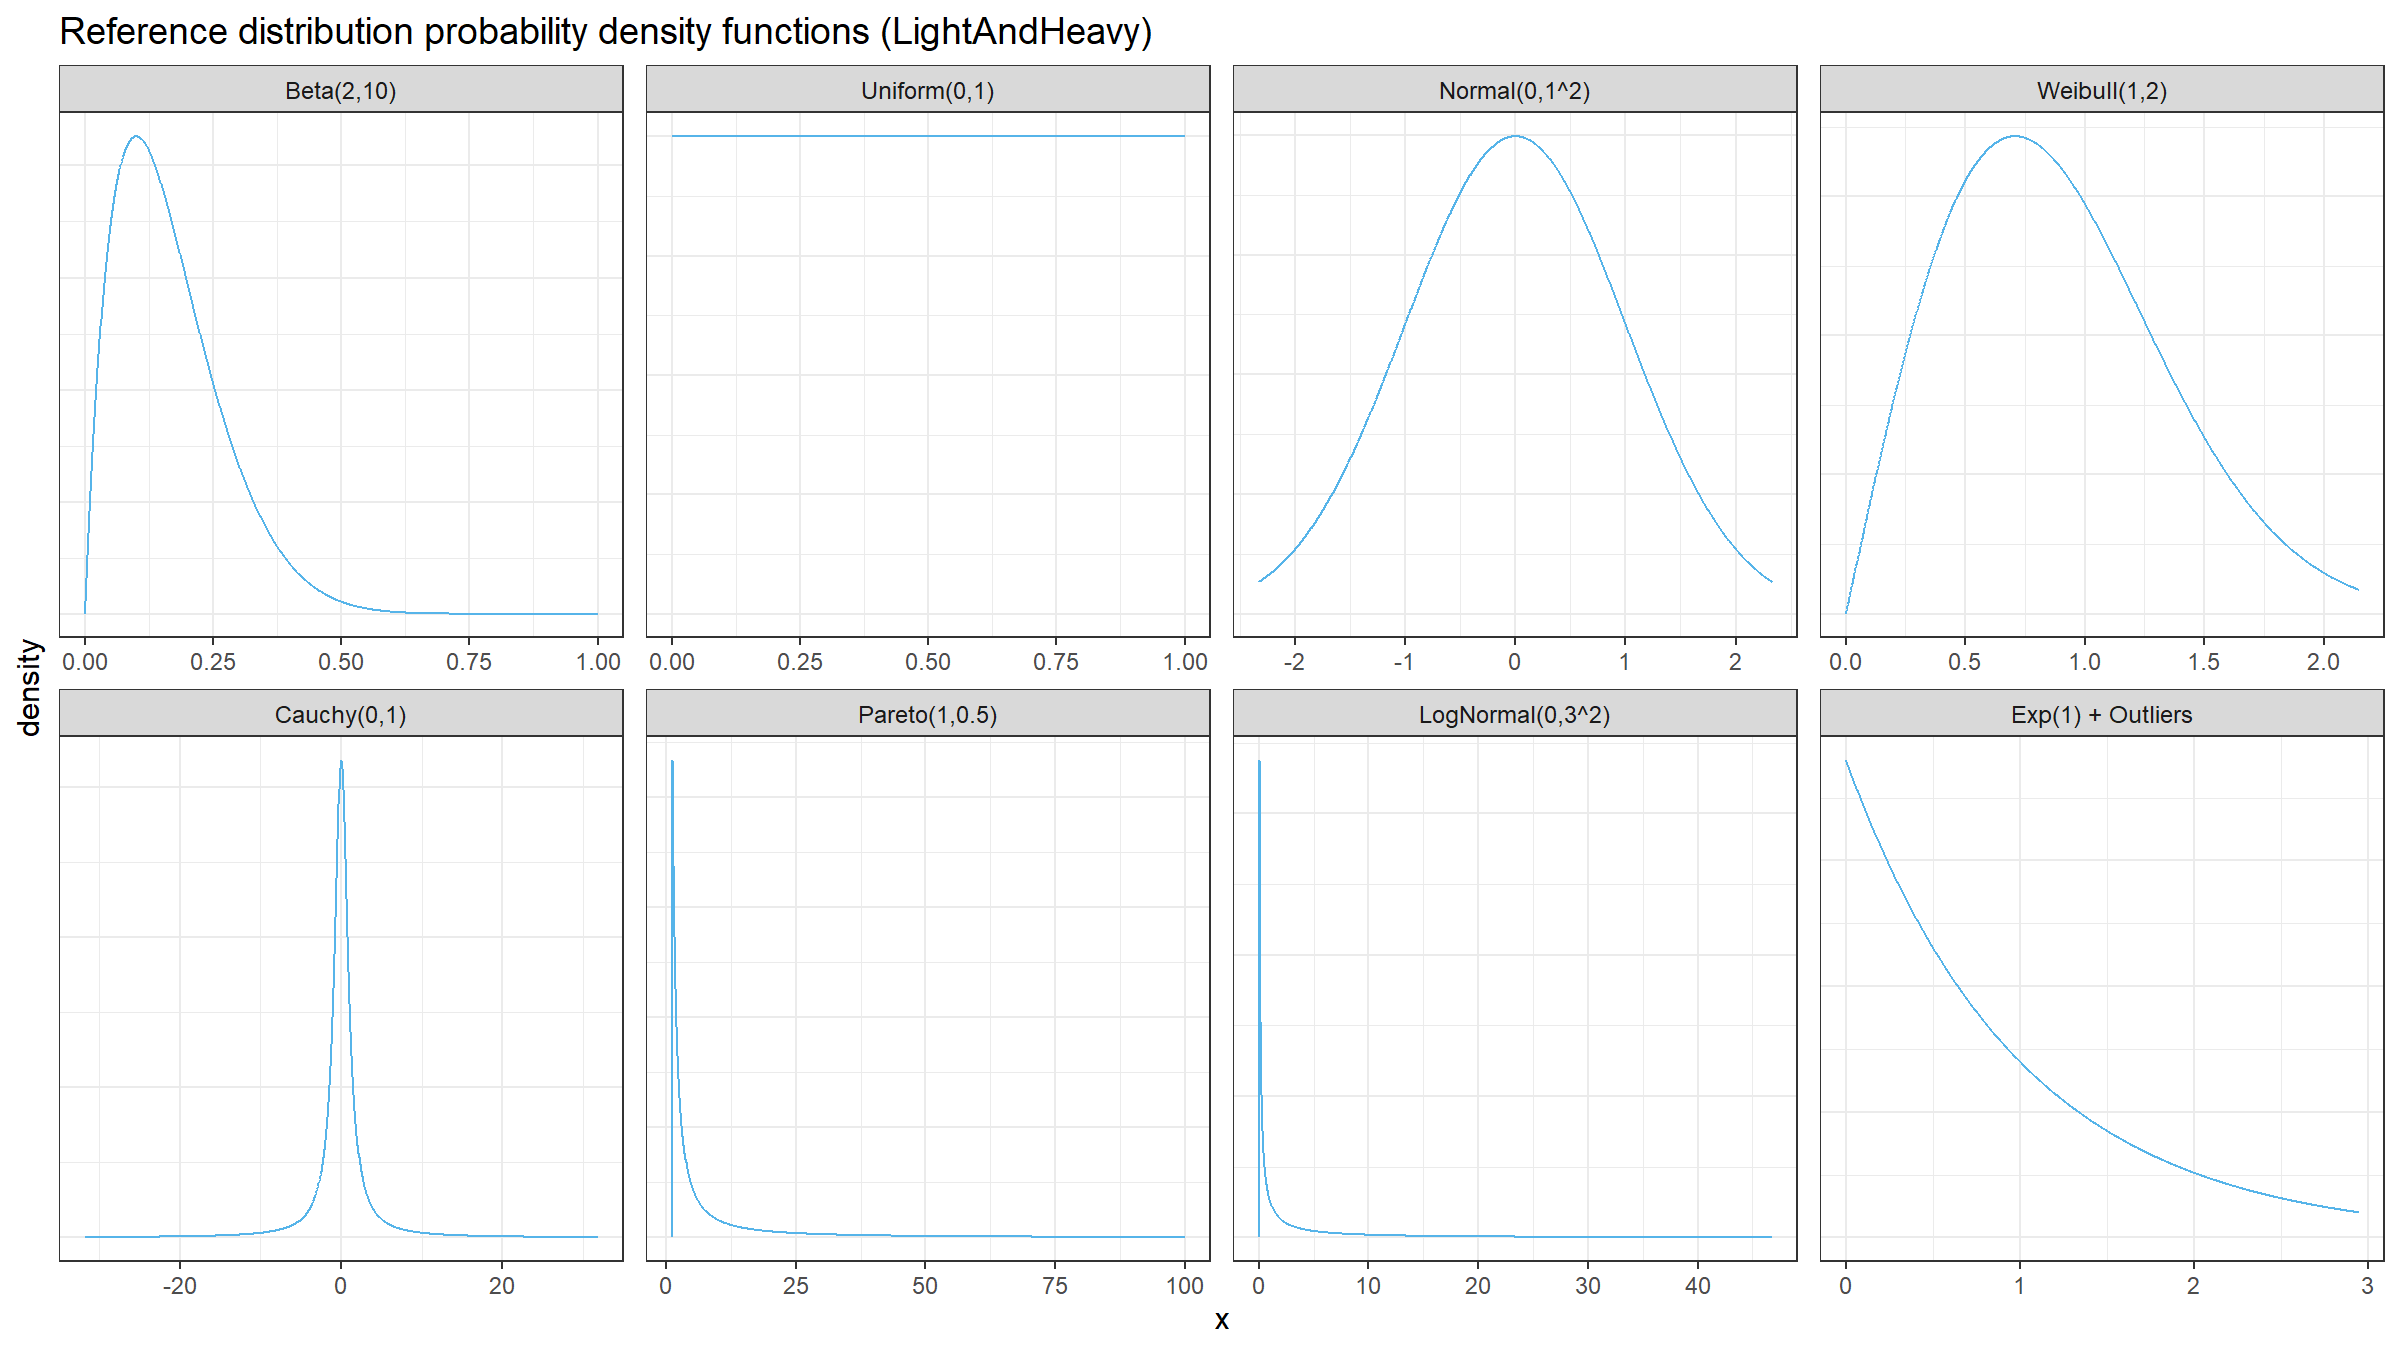 Reference distribution probability density functions (LightAndHeavy)
Beta(2,10)
Uniform(0,1)
Normal(0,1^2)
Weibull(1,2)
0.00 0.25 0.50 0.75 1.00
0.00 0.25 0.50 0.75 1.00
-2 -1 0 1 2
0.0 0.5 1.0 1.5 2.0
density
Cauchy(0,1)
Pareto(1,0.5)
LogNormal(0,3^2)
Exp(1) + Outliers
-20 0 20
0 25 50 75 100
0 10 20 30 40
0 1 2 3
x